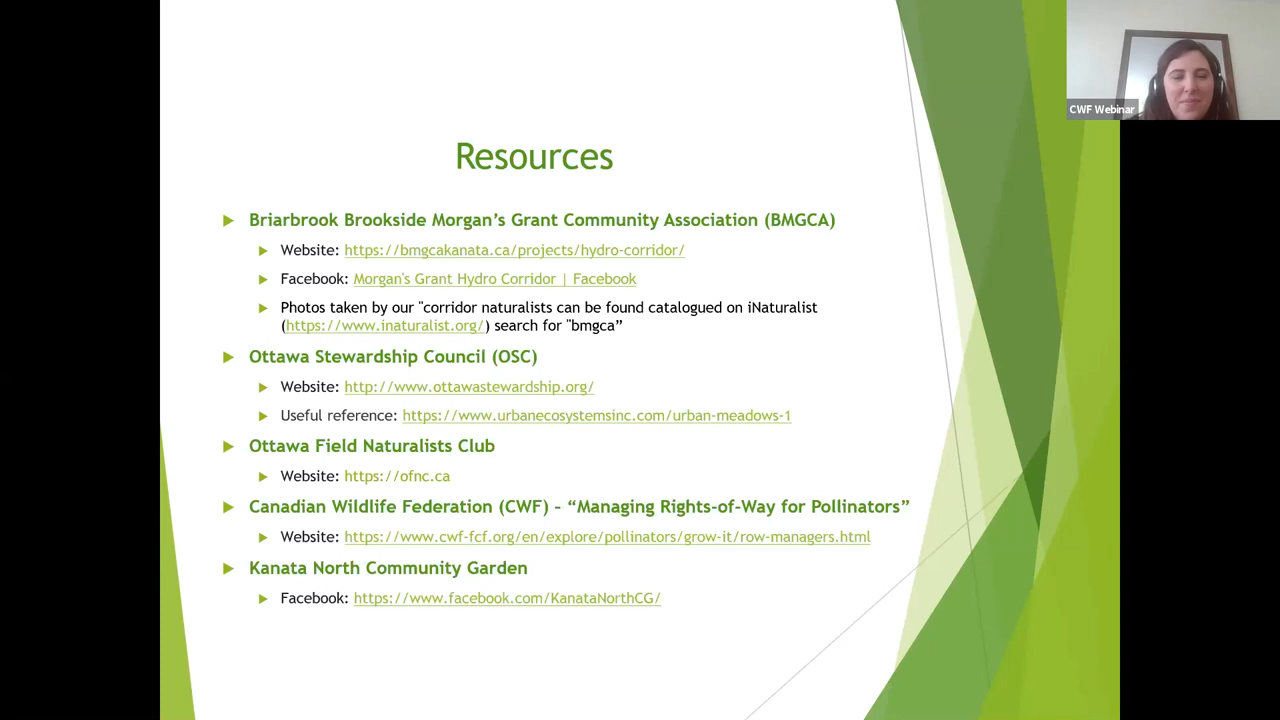 CWF Webinar
Resources
Briarbrook Brookside Morgan’s Grant Community Association (BMGCA)
Website: https://bmgcakanata.ca/projects/hydro-corridor/
Facebook: Morgan's Grant Hydro Corridor | Facebook
Photos taken by our "corridor naturalists can be found catalogued on iNaturalist
(https://www.inaturalist.org/) search for "bmgca”
Ottawa Stewardship Council (OSC)
Website: http://www.ottawastewardship.org/
Useful reference: https://www.urbanecosystemsinc.com/urban-meadows-1
Ottawa Field Naturalists Club
Website: https://ofnc.ca
Canadian Wildlife Federation (CWF) – “Managing Rights-of-Way for Pollinators”
Website: https://www.cwf-fcf.org/en/explore/pollinators/grow-it/row-managers.html
Kanata North Community Garden
Facebook: https://www.facebook.com/KanataNorthCG/